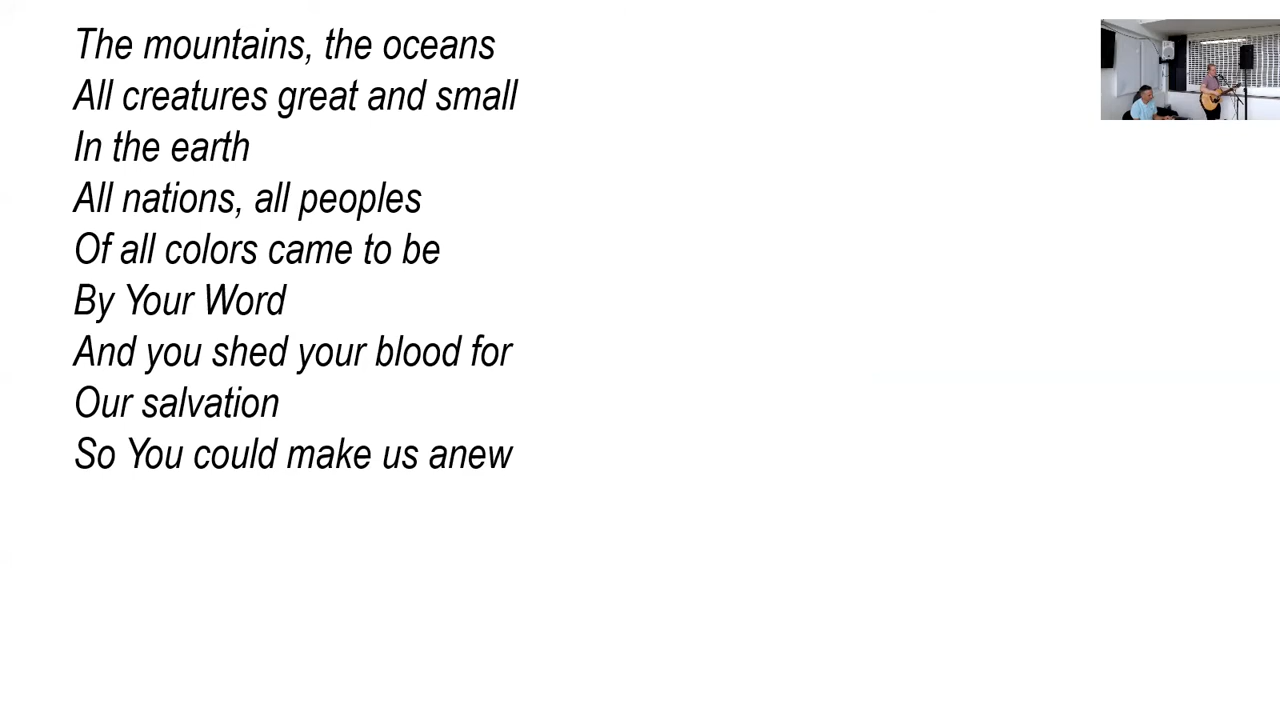 The mountains, the oceans
All creatures great and small
In the earth
All nations, all peoples
Of all colors came to be
By Your Word
And you shed your blood for
Our salvation
So You could make us anew